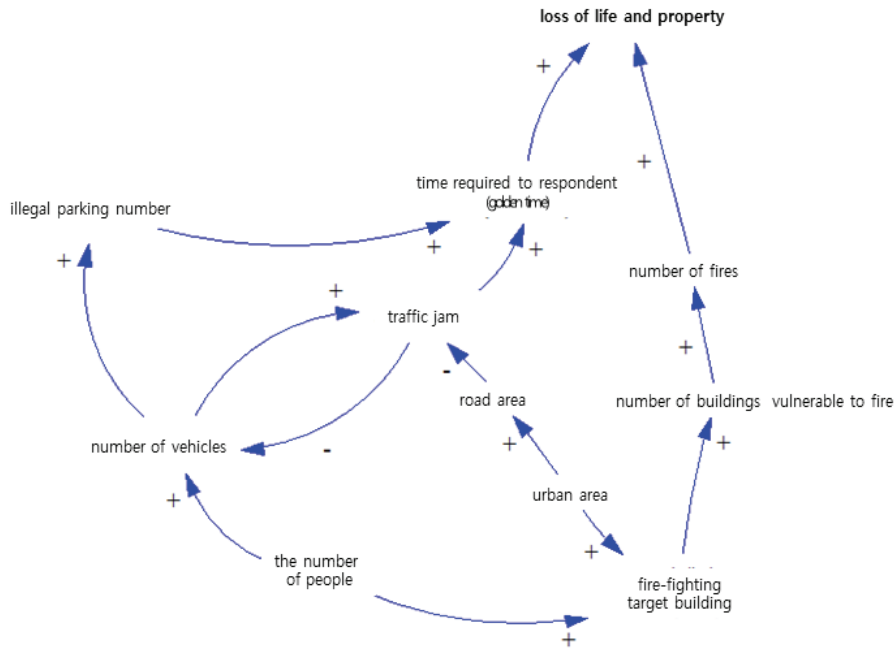 loss of life and property
+
+
time required to respondent
(golden time)
illegal parking number
+
+
+
number of fires
+
traffic jam
+
-
road area
number of buildings vulnerable to fire
number of vehicles
-
+
+
+
urban area
+
the number
of people
fire-fighting
target building
+